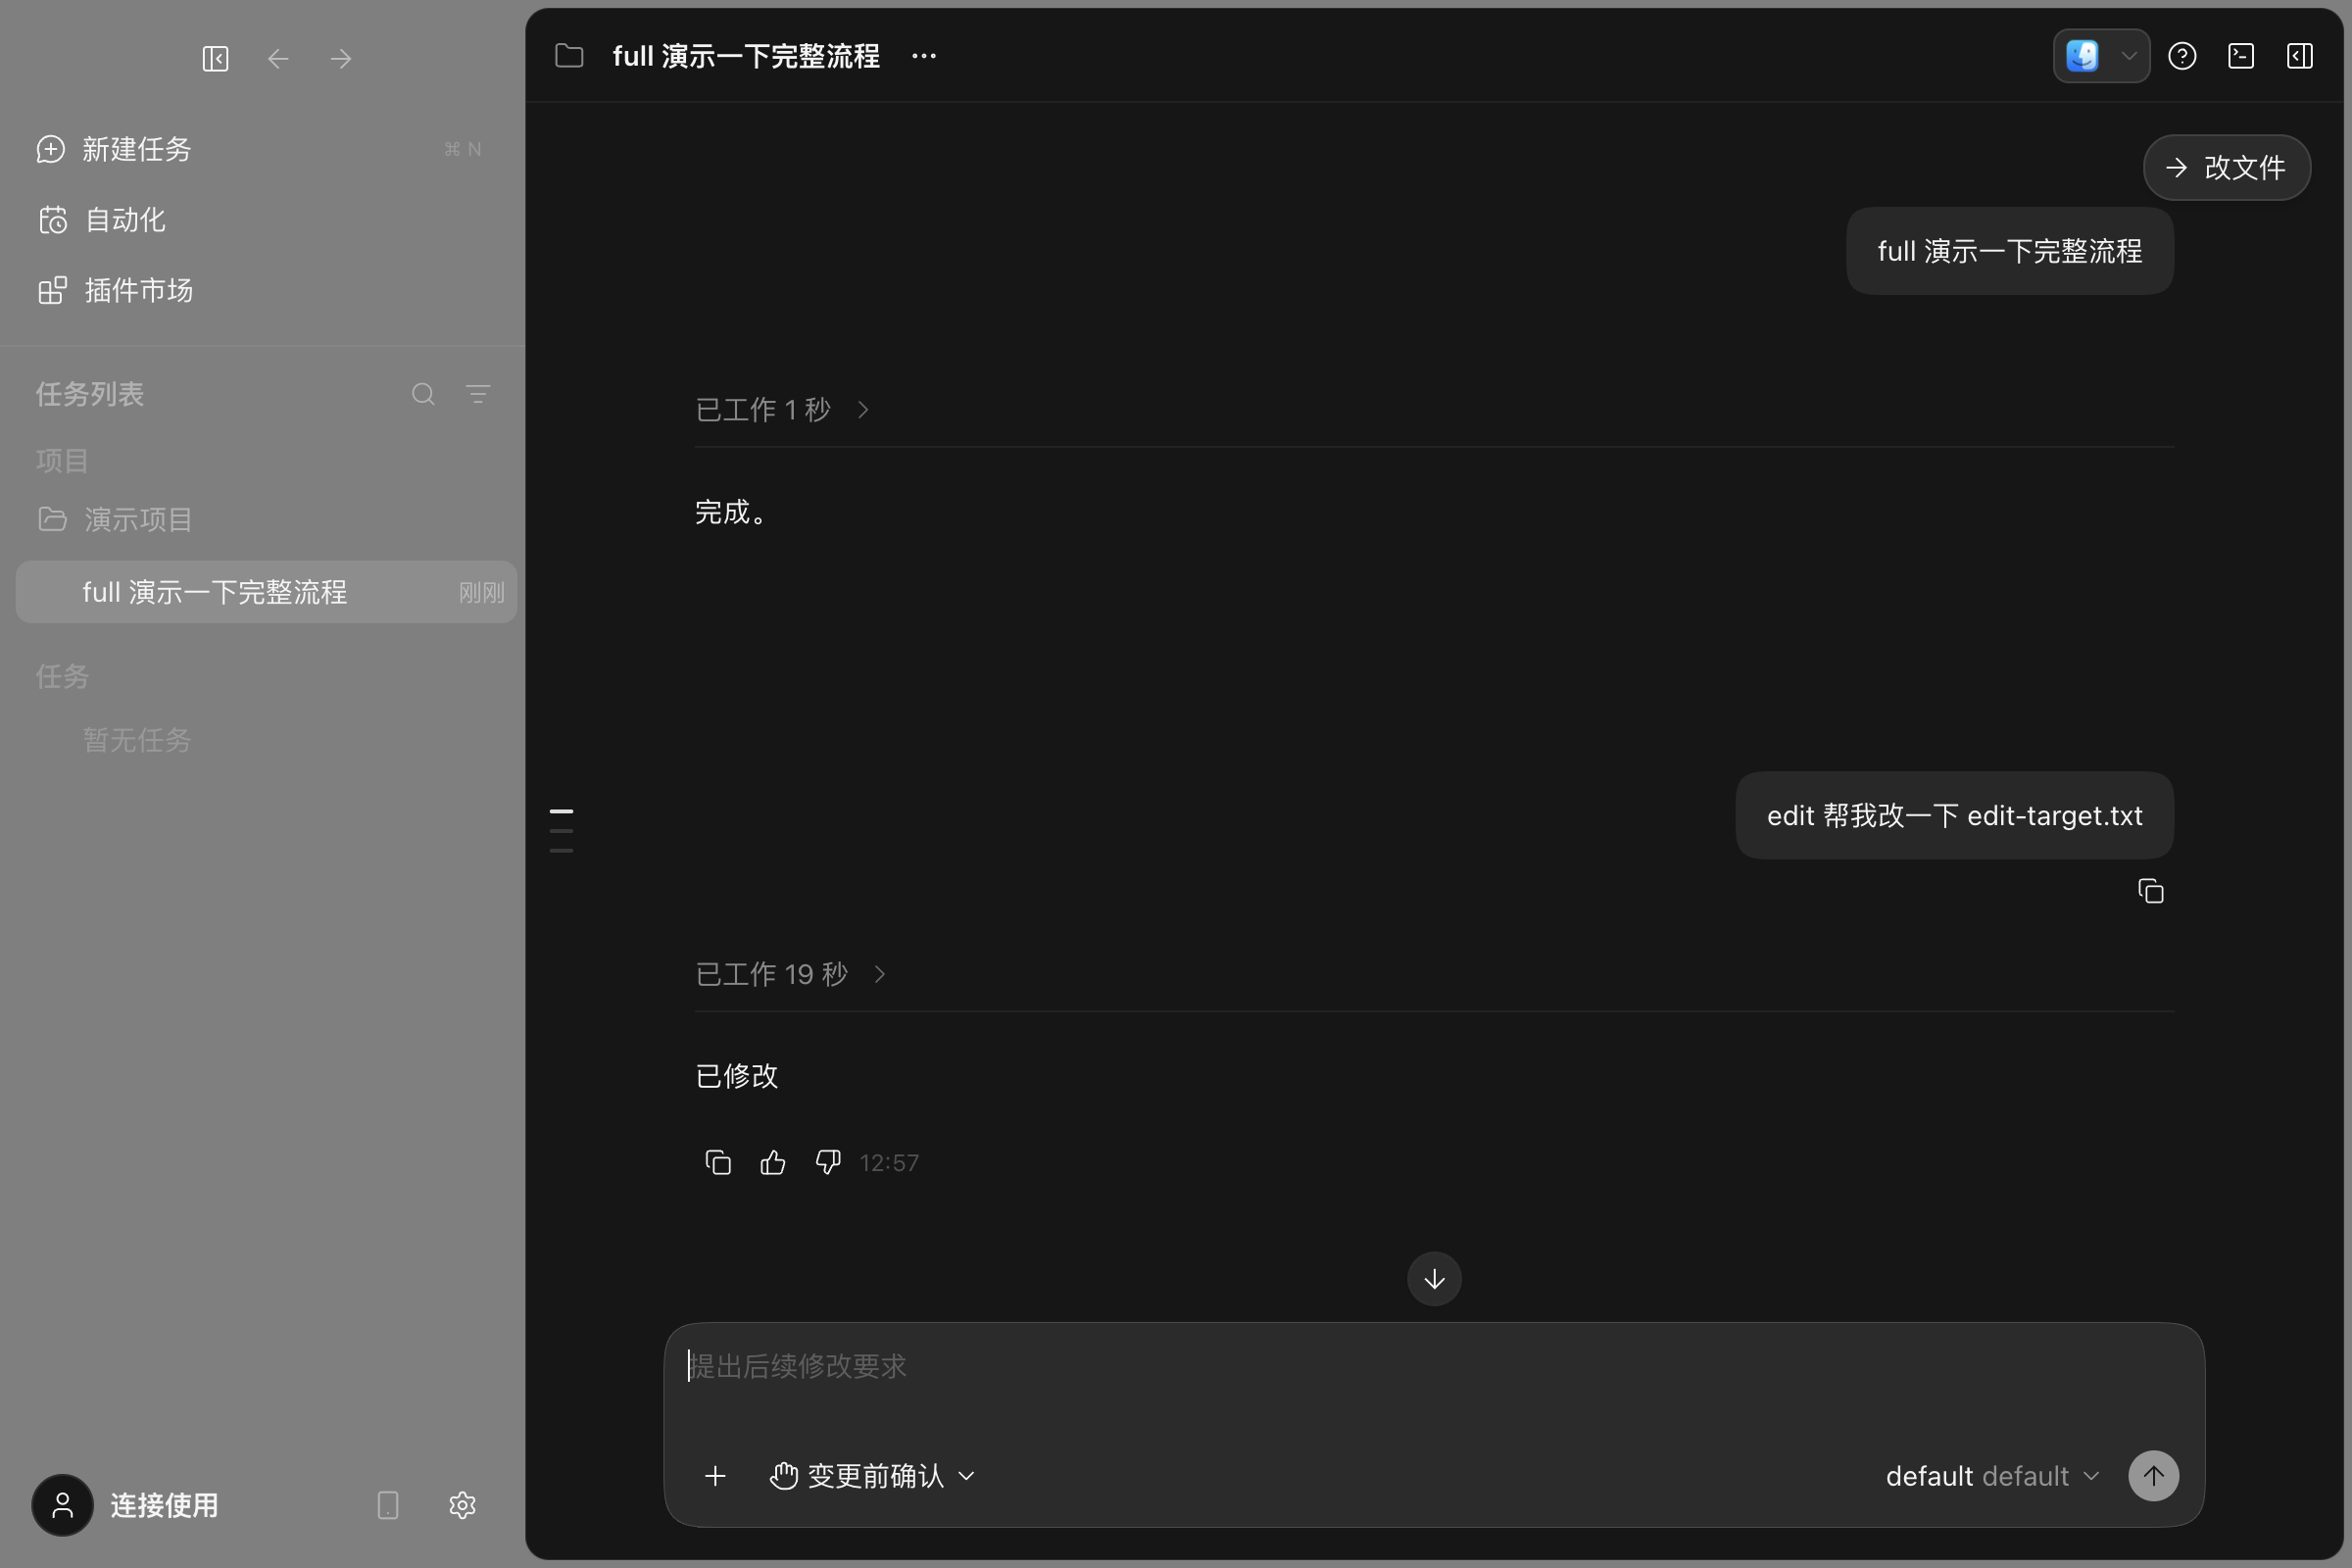 新建任务
⌘ N
自动化
插件市场
任务列表
项目
演示项目
full 演示一下完整流程
刚刚
任务
暂无任务
连接使用
full 演示一下完整流程
改文件
full 演示一下完整流程
已工作 1 秒
完成。
edit 帮我改一下 edit-target.txt
已工作 19 秒
已修改
12:57
提出后续修改要求
变更前确认
default default